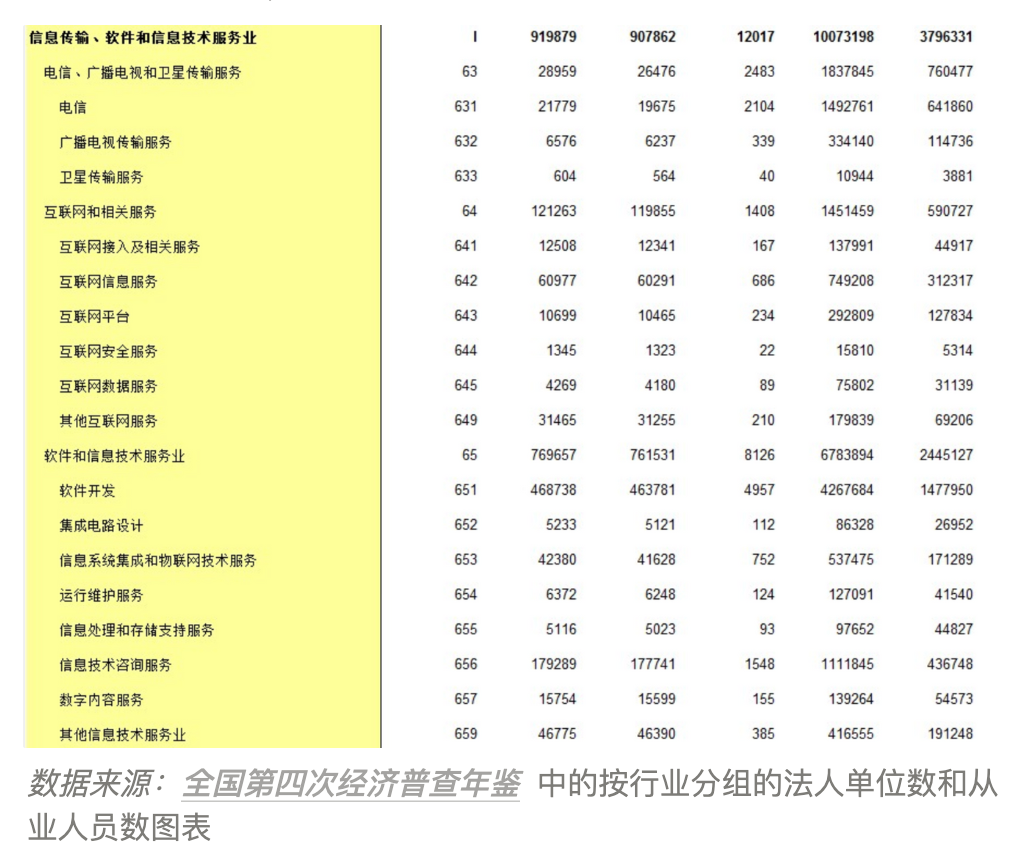 信息传输、软件和信息技术服务业 I 919879 907862 12017 10073198 3796331
电信、广播电视和卫星传输服务 63 28959 26476 2483 1837845 760477
电信 631 21779 19675 2104 1492761 641860
广播电视传输服务 632 6576 6237 339 334140 114736
卫星传输服务 633 604 564 40 10944 3881
互联网和相关服务 64 121263 119855 1408 1451459 590727
互联网接入及相关服务 641 12508 12341 167 137991 44917
互联网信息服务 642 60977 60291 686 749208 312317
互联网平台 643 10699 10465 234 292809 127834
互联网安全服务 644 1345 1323 22 15810 5314
互联网数据服务 645 4269 4180 89 75802 31139
其他互联网服务 649 31465 31255 210 179839 69206
软件和信息技术服务业 65 769657 761531 8126 6783894 2445127
软件开发 651 468738 463781 4957 4267684 1477950
集成电路设计 652 5233 5121 112 86328 26952
信息系统集成和物联网技术服务 653 42380 41628 752 537475 171289
运行维护服务 654 6372 6248 124 127091 41540
信息处理和存储支持服务 655 5116 5023 93 97652 44827
信息技术咨询服务 656 179289 177741 1548 1111845 436748
数字内容服务 657 15754 15599 155 139264 54573
其他信息技术服务业 659 46775 46390 385 416555 191248
数据来源：全国第四次经济普查年鉴 中的按行业分组的法人单位数和从
业人员数图表